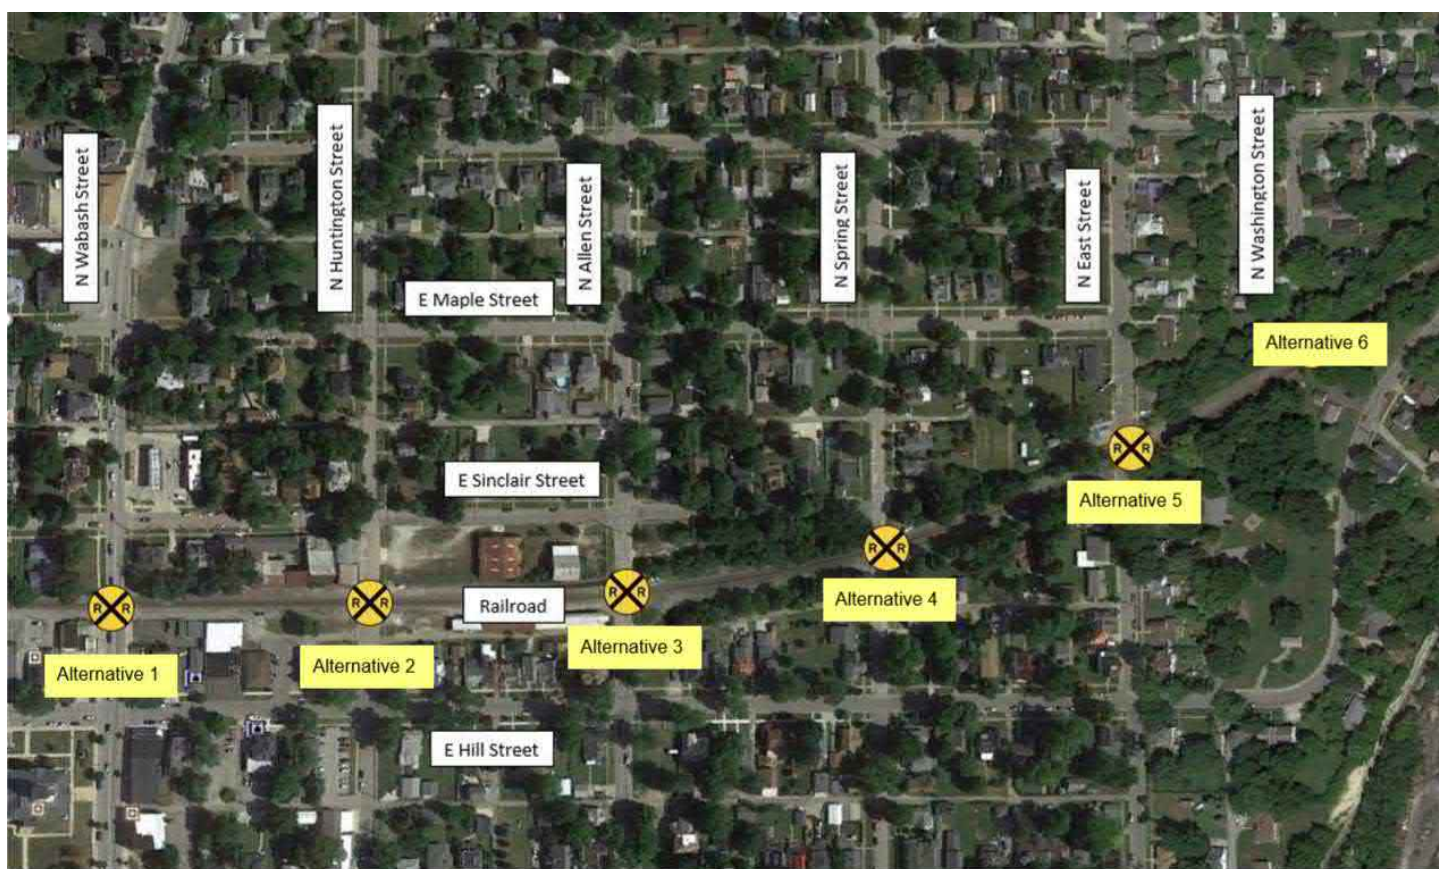 N Wabash Street
N Huntington Street
N Allen Street
N Spring Street
N East Street
N Washington Street
E Maple Street
Alternative 6
E Sinclair Street
Alternative 5
R R
R R
Alternative 4
R R
R R
R R
Railroad
Alternative 3
Alternative 1
Alternative 2
E Hill Street